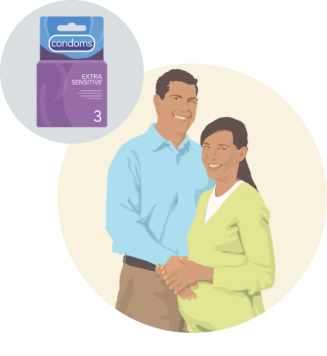 condoms
EXTRA
SENSITIVE
3